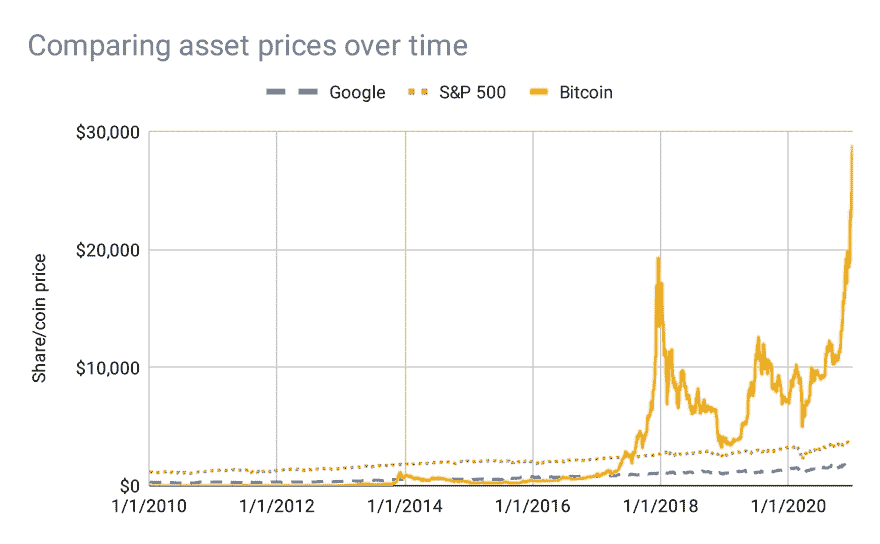 Comparing asset prices over time
Google S&P 500 Bitcoin
$30,000
$20,000
$10,000
$0
Share/coin price
1/1/2010 1/1/2012 1/1/2014 1/1/2016 1/1/2018 1/1/2020